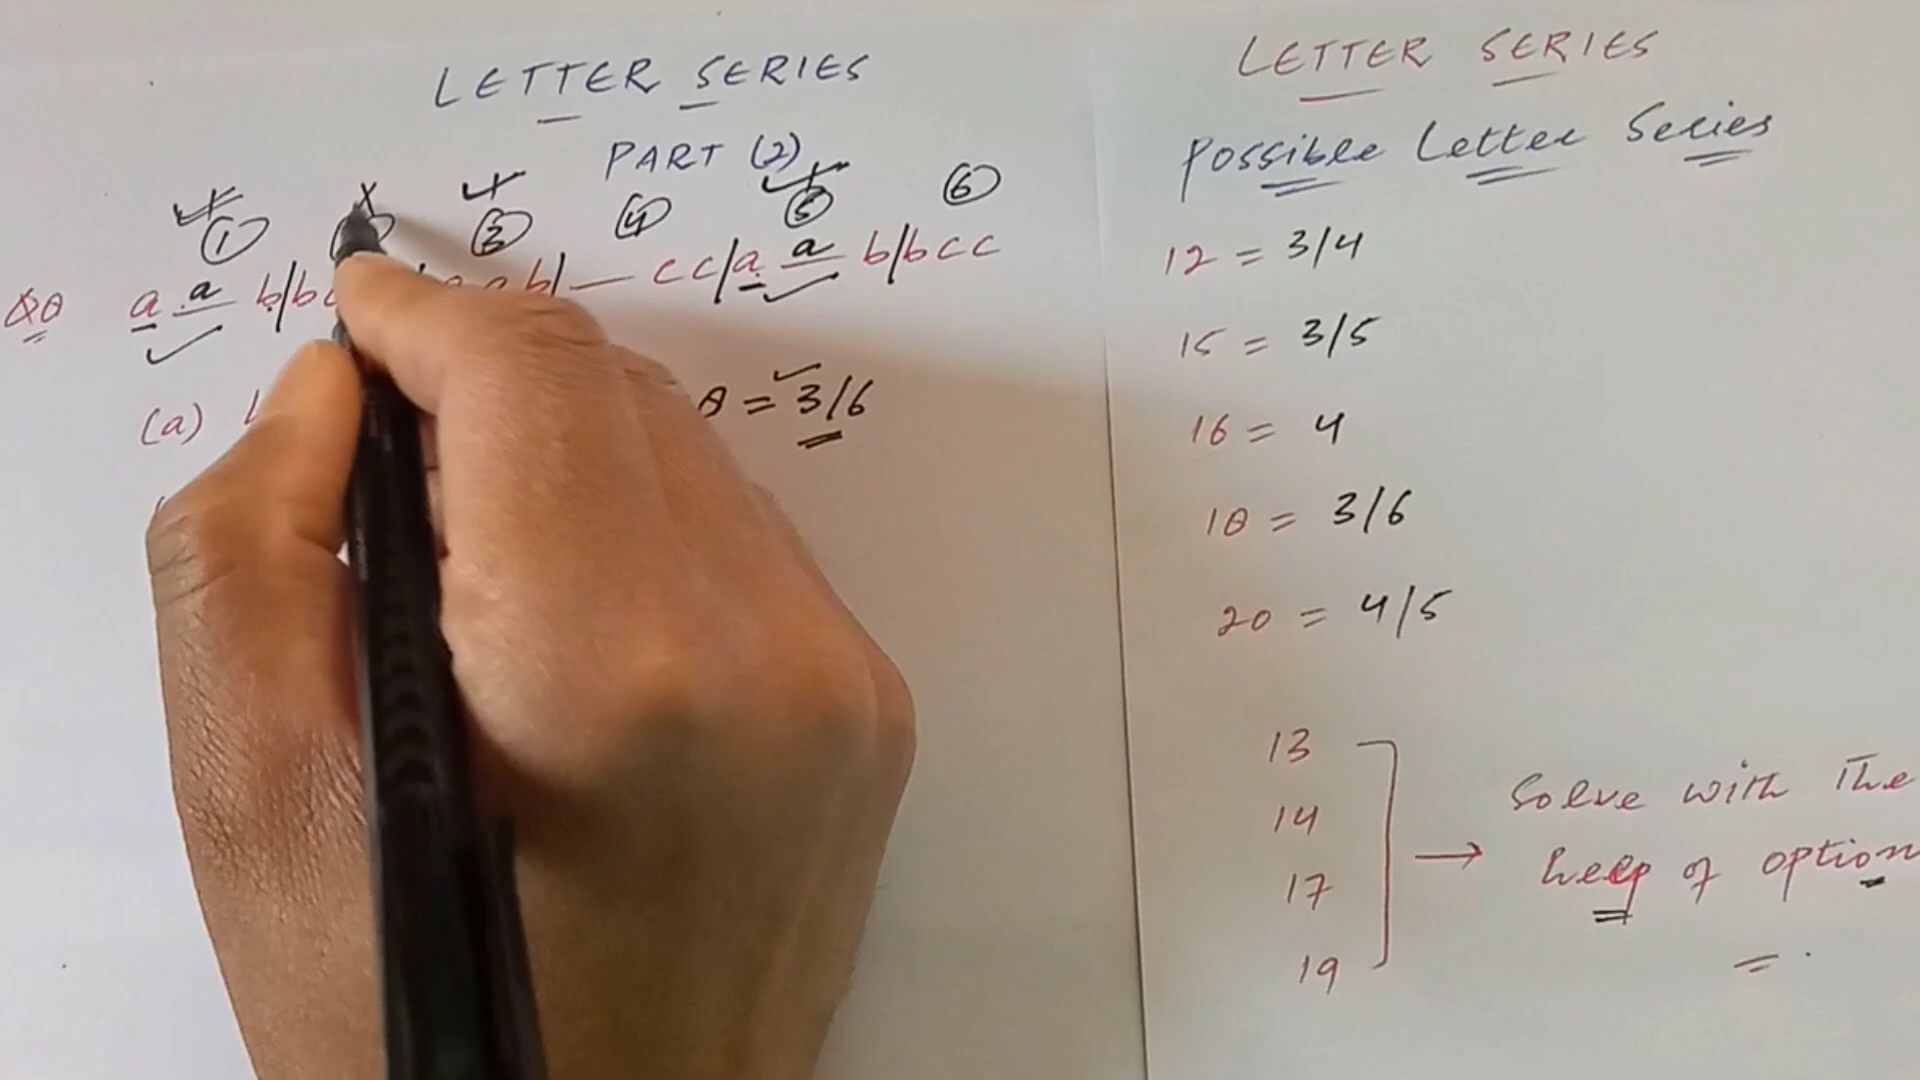 LETTER SERIES
PART (2)
① ③ ④ ⑤ ⑥
a a b/b a b/_ cc/a a b/bcc
(a)
= 3/6
LETTER SERIES
Possible Letter Series
12 = 3/4
15 = 3/5
16 = 4
18 = 3/6
20 = 4/5
13
14
17
19
Solve with The
help of option